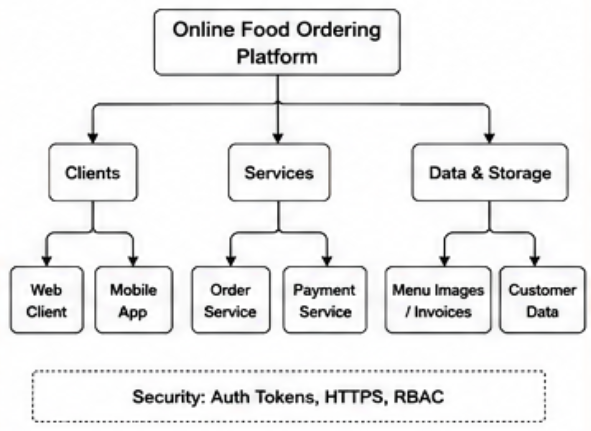 Online Food Ordering
Platform
Clients
Services
Data & Storage
Web
Client
Mobile
App
Order
Service
Payment
Service
Menu Images
/ Invoices
Customer
Data
Security: Auth Tokens, HTTPS, RBAC